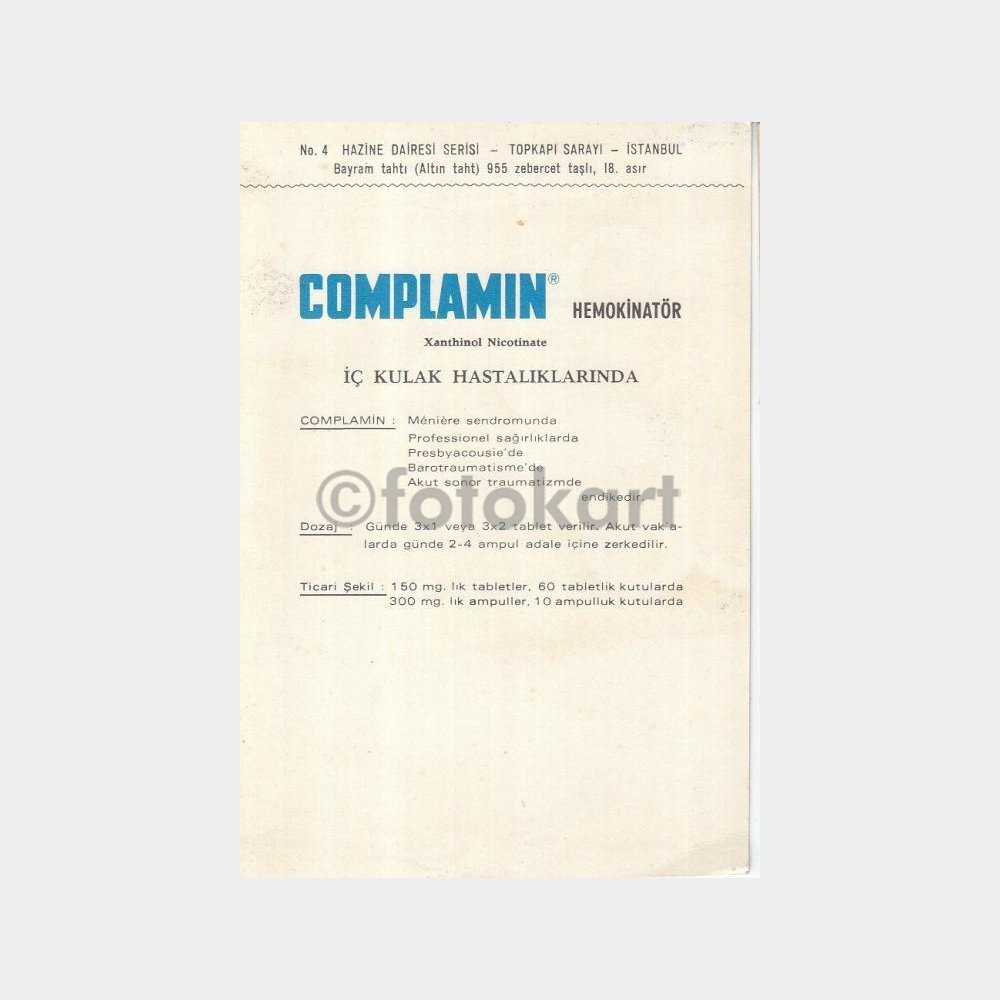 No. 4 HAZİNE DAİRESİ SERİSİ – TOPKAPI SARAYI – İSTANBUL
Bayram tahtı (Altın taht) 955 zebercet taşlı, 18. asır
COMPLAMIN® HEMOKİNATÖR
Xanthinol Nicotinate
İÇ KULAK HASTALIKLARINDA
COMPLAMİN : Ménière sendromunda
Professionel sağırlıklarda
Presbyacousie'de
Barotraumatisme'de
Akut sonor traumatizmde
endikedir.
©fotokart
Dozaj : Günde 3x1 veya 3x2 tablet verilir. Akut vak'a-
larda günde 2-4 ampul adale içine zerkedilir.
Ticari Şekil : 150 mg. lık tabletler, 60 tabletlik kutularda
300 mg. lık ampuller, 10 ampulluk kutularda